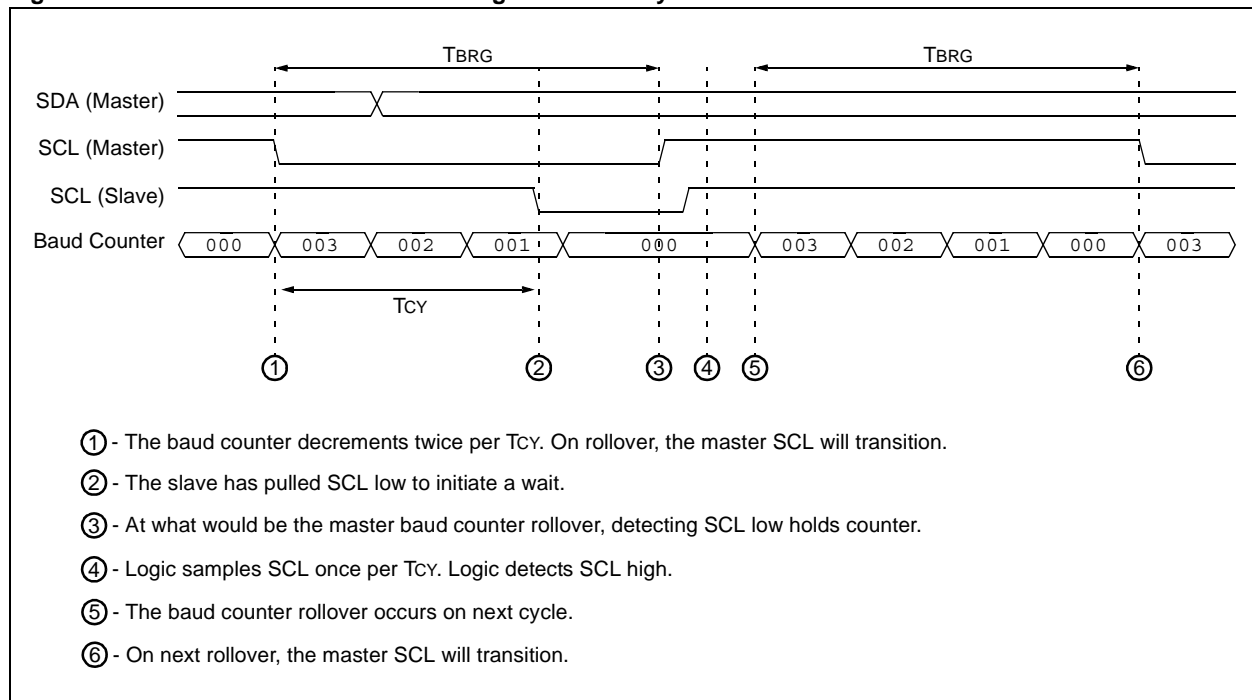 TBRG TBRG
SDA (Master)
SCL (Master)
SCL (Slave)
Baud Counter 000 003 002 001 000 003 002 001 000 003
TCY
1 2 3 4 5 6
1 - The baud counter decrements twice per TCY. On rollover, the master SCL will transition.
2 - The slave has pulled SCL low to initiate a wait.
3 - At what would be the master baud counter rollover, detecting SCL low holds counter.
4 - Logic samples SCL once per TCY. Logic detects SCL high.
5 - The baud counter rollover occurs on next cycle.
6 - On next rollover, the master SCL will transition.